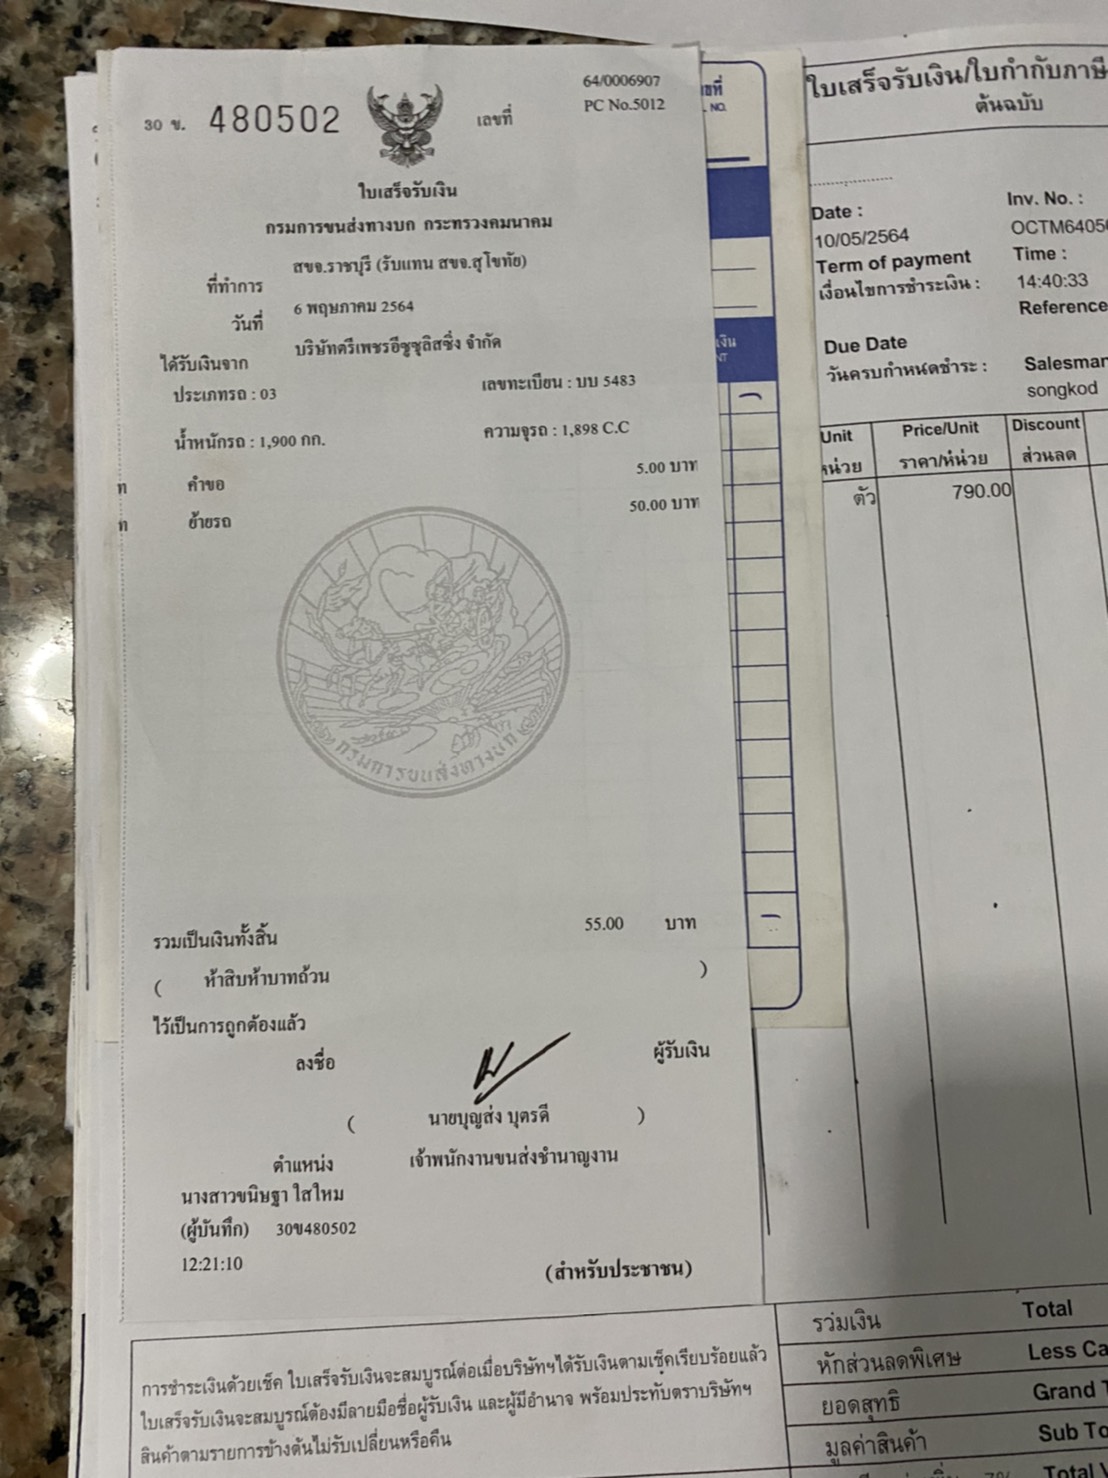 30 ข. 480502
เลขที่
64/0006907
PC No.5012
ใบเสร็จรับเงิน
กรมการขนส่งทางบก กระทรวงคมนาคม
ที่ทำการ สขจ.ราชบุรี (รับแทน สขจ.สุโขทัย)
วันที่ 6 พฤษภาคม 2564
ได้รับเงินจาก บริษัทตรีเพชรอีซูซุลิสซิ่ง จำกัด
ประเภทรถ : 03 เลขทะเบียน : บบ 5483
น้ำหนักรถ : 1,900 กก. ความจุรถ : 1,898 C.C
ท คำขอ 5.00 บาท
ท ย้ายรถ 50.00 บาท
กรมการขนส่งทางบก
รวมเป็นเงินทั้งสิ้น 55.00 บาท
( ห้าสิบห้าบาทถ้วน )
ไว้เป็นการถูกต้องแล้ว
ลงชื่อ ผู้รับเงิน
( นายบุญส่ง บุตรดี )
ตำแหน่ง เจ้าพนักงานขนส่งชำนาญงาน
นางสาวขนิษฐา ใสใหม
(ผู้บันทึก) 30ข480502
12:21:10
(สำหรับประชาชน)
NO.
ใบเสร็จรับเงิน/ใบกำกับภาษี
ต้นฉบับ
Date :
10/05/2564
Inv. No. :
Term of payment
เงื่อนไขการชำระเงิน :
Time :
14:40:33
Reference
Due Date
วันครบกำหนดชำระ :
songkod
Unit Price/Unit Discount
หน่วย ราคา/หน่วย ส่วนลด
ตัว 790.00
การชำระเงินด้วยเช็ค ใบเสร็จรับเงินจะสมบูรณ์ต่อเมื่อบริษัทฯได้รับเงินตามเช็คเรียบร้อยแล้ว
ใบเสร็จรับเงินจะสมบูรณ์ต้องมีลายมือชื่อผู้รับเงิน และผู้มีอำนาจ พร้อมประทับตราบริษัทฯ
สินค้าตามรายการข้างต้นไม่รับเปลี่ยนหรือคืน
รวมเงิน Total
หักส่วนลดพิเศษ Less
ยอดสุทธิ Grand
มูลค่าสินค้า Sub
7% Total